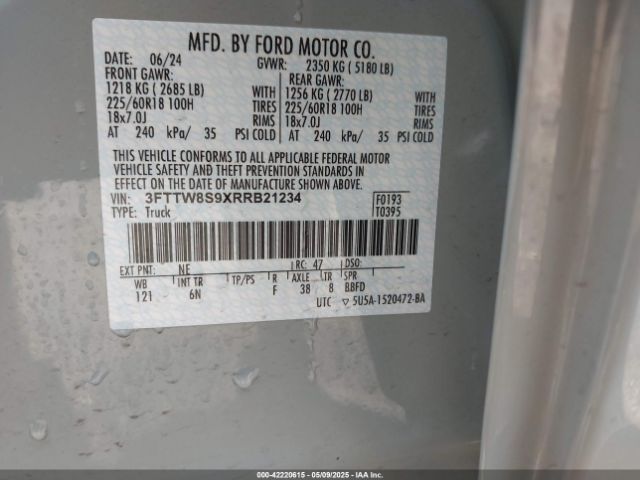 MFD. BY FORD MOTOR CO.
DATE: 06/24 GVWR: 2350 KG ( 5180 LB)
FRONT GAWR: REAR GAWR:
1218 KG ( 2685 LB) WITH 1256 KG ( 2770 LB) WITH
225/60R18 100H TIRES 225/60R18 100H TIRES
18x7.0J RIMS 18x7.0J RIMS
AT 240 kPa/ 35 PSI COLD AT 240 kPa/ 35 PSI COLD
THIS VEHICLE CONFORMS TO ALL APPLICABLE FEDERAL MOTOR
VEHICLE SAFETY AND THEFT PREVENTION STANDARDS IN
EFFECT ON THE DATE OF MANUFACTURE SHOWN ABOVE.
VIN: 3FTTW8S9XRRB21234 F0193
TYPE: Truck T0395
EXT PNT: NE RC: 47 DSO:
WB INT TR TP/PS R AXLE TR SPR
121 6N F 38 8 BBFD
UTC ▽ 5U5A-1520472-BA
000-42220615 - 05/09/2025 - IAA Inc.